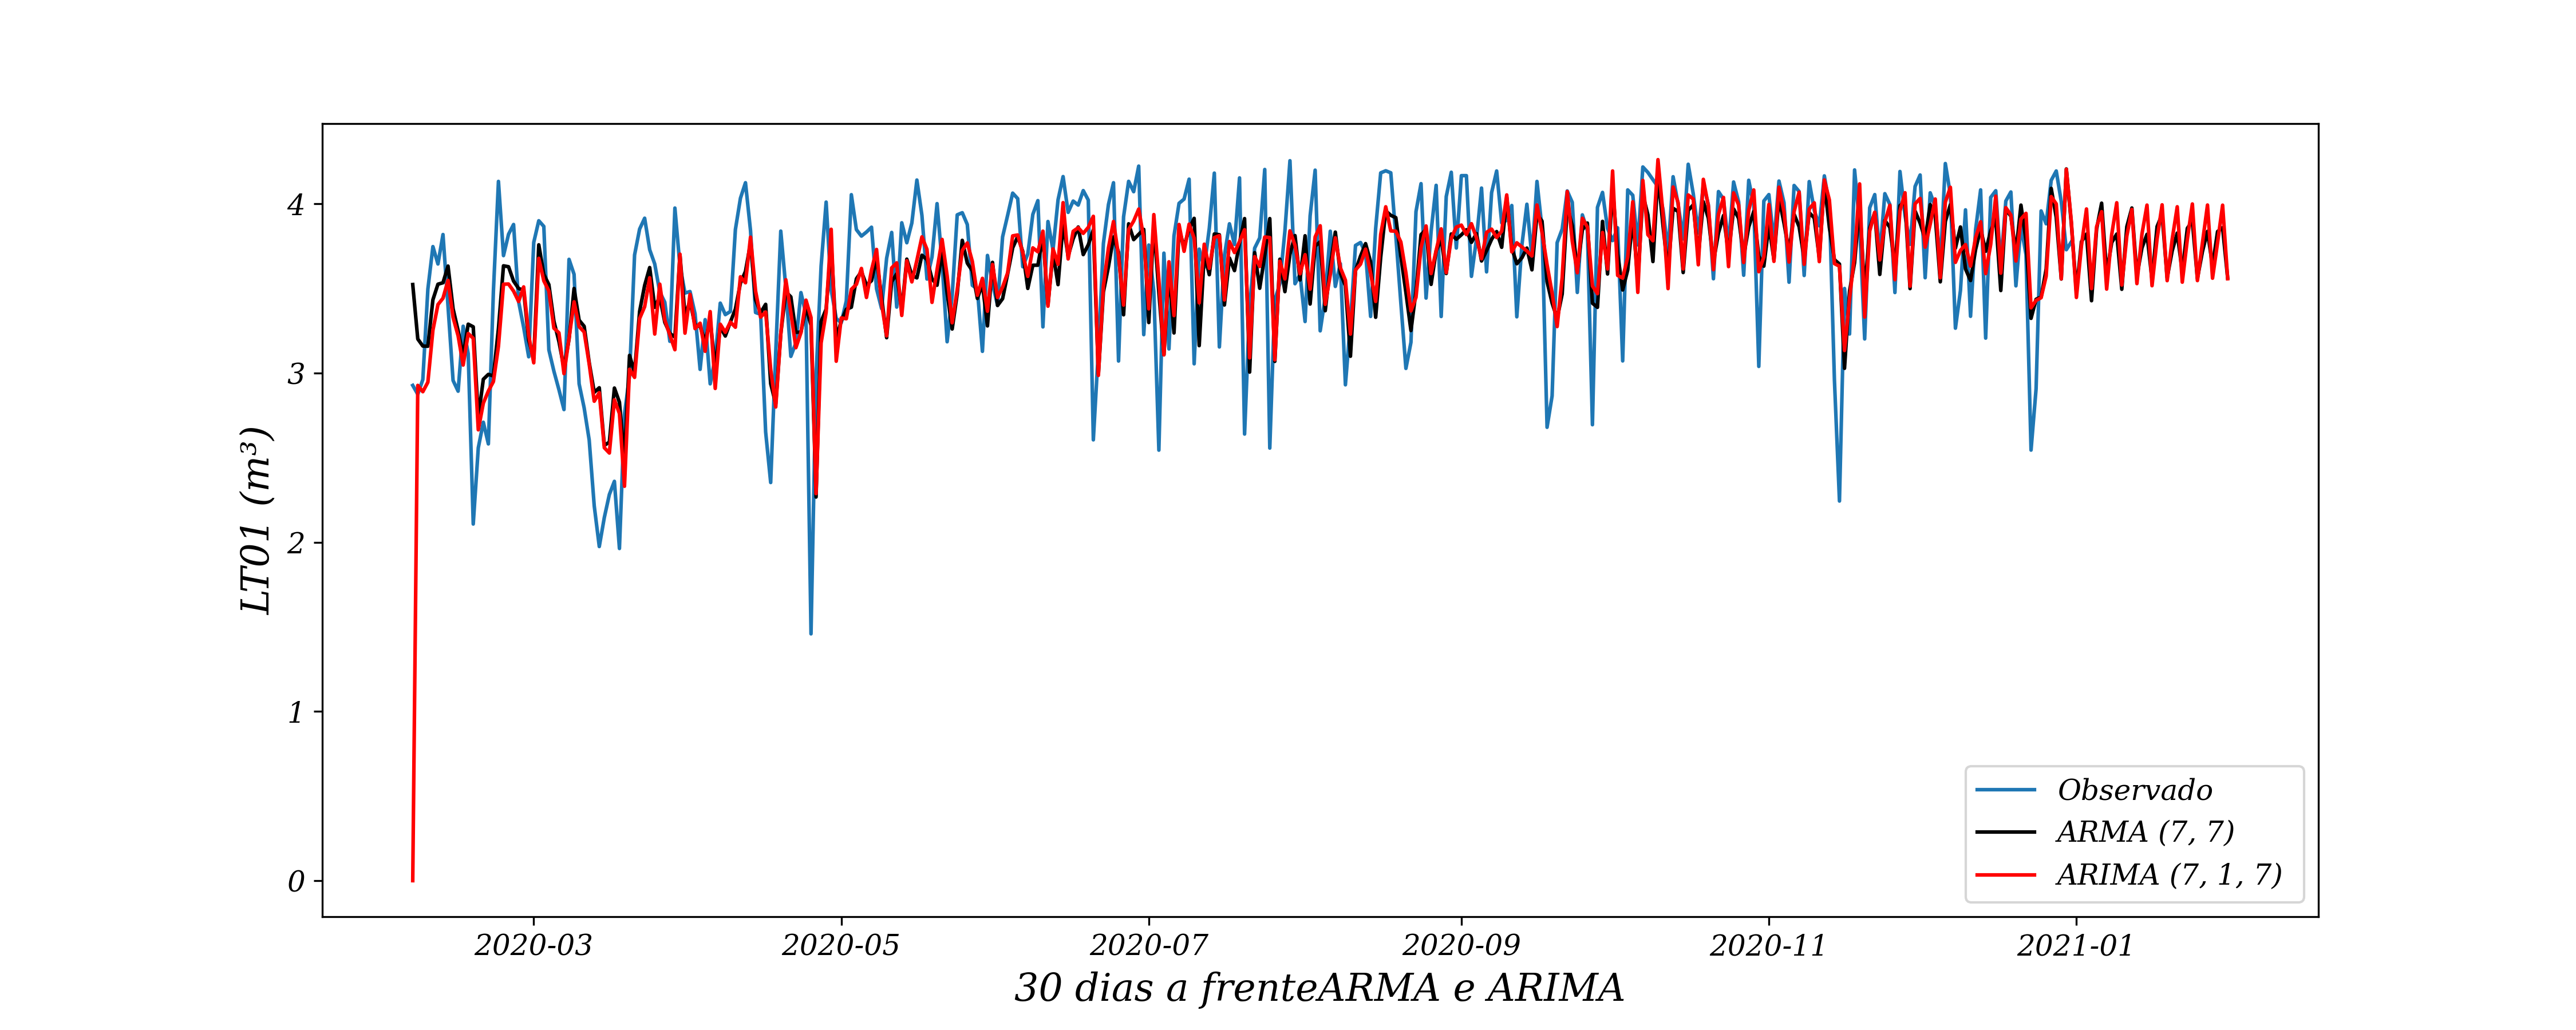 LT01 (m³)
4
3
2
1
0
2020-03 2020-05 2020-07 2020-09 2020-11 2021-01
30 dias a frenteARMA e ARIMA
Observado
ARMA (7, 7)
ARIMA (7, 1, 7)